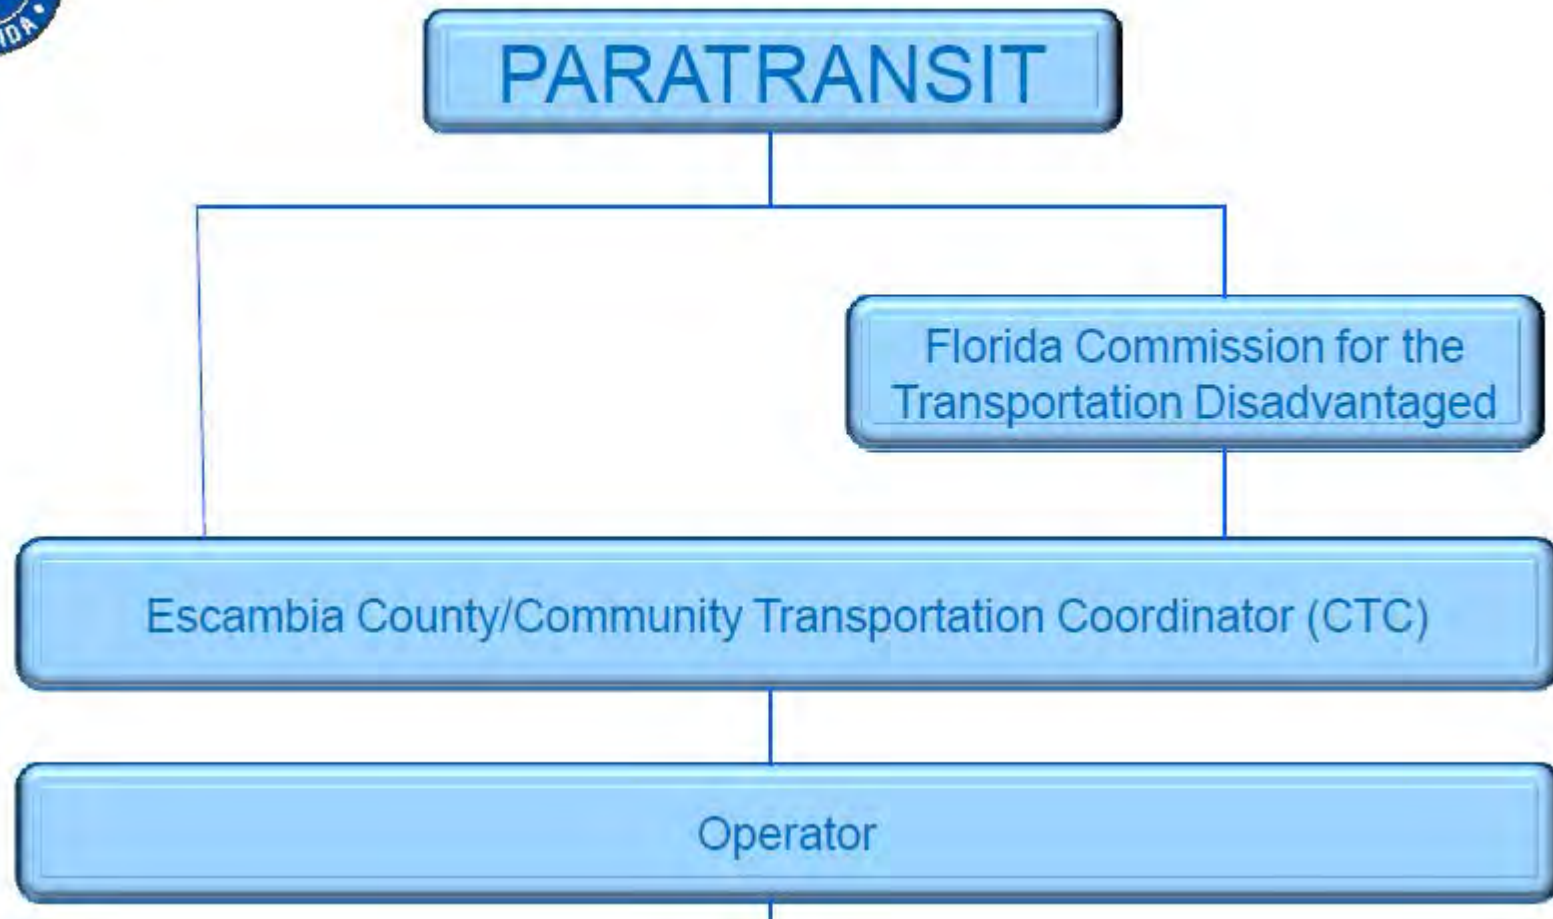 PARATRANSIT
Florida Commission for the
Transportation Disadvantaged
Escambia County/Community Transportation Coordinator (CTC)
Operator